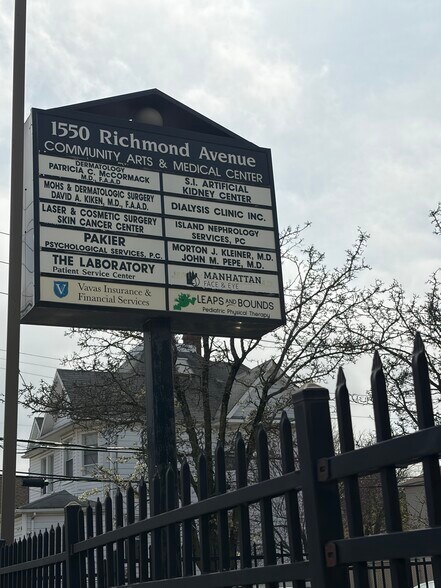 1550 Richmond Avenue
COMMUNITY ARTS & MEDICAL CENTER
DERMATOLOGY
PATRICIA C. McCORMACK
M.D., F.A.A.D
MOHS & DERMATOLOGIC SURGERY
DAVID A. KIKEN, M.D., F.A.A.D.
LASER & COSMETIC SURGERY
SKIN CANCER CENTER
PAKIER
PSYCHOLOGICAL SERVICES, P.C.
THE LABORATORY
Patient Service Center
V
Vavas Insurance &
Financial Services
S.I. ARTIFICIAL
KIDNEY CENTER
DIALYSIS CLINIC INC.
ISLAND NEPHROLOGY
SERVICES, PC
MORTON J. KLEINER, M.D.
JOHN M. PEPE, M.D.
MANHATTAN
FACE & EYE
LEAPS AND BOUNDS
Pediatric Physical Therapy